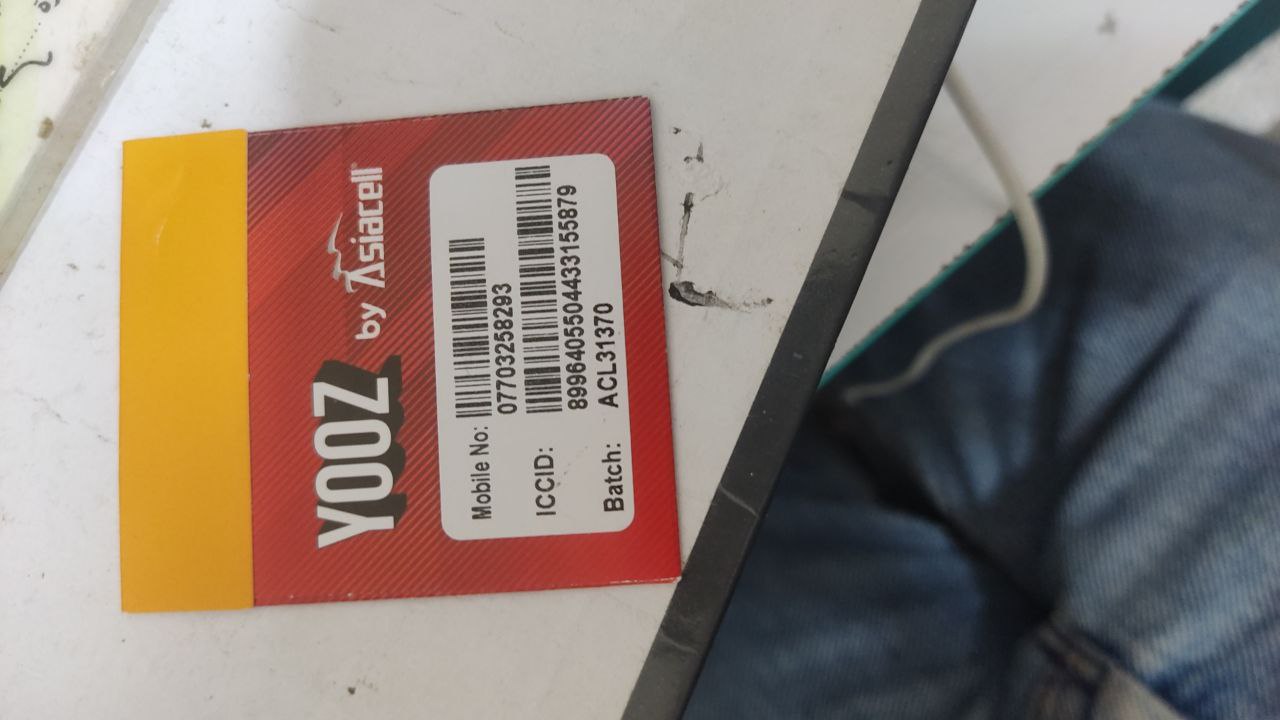 YOOZ by Asiacell
Mobile No:
07703258293
ICCID:
8996405504433155879
Batch: ACL31370